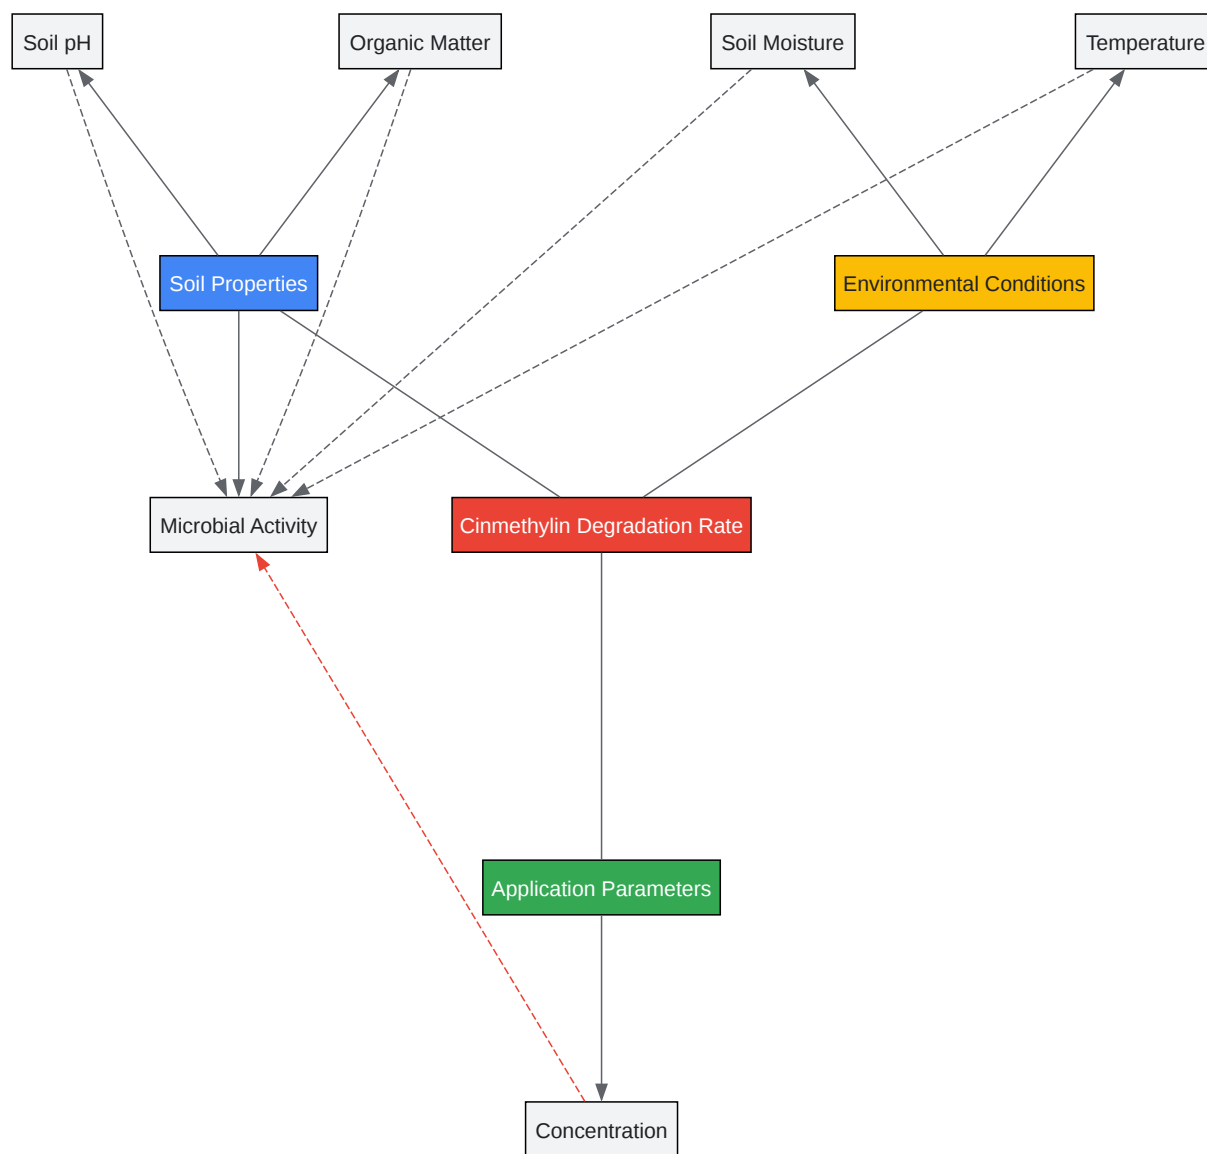 Soil pH
Organic Matter
Soil Moisture
Temperature
Soil Properties
Environmental Conditions
Microbial Activity
Cinmethylin Degradation Rate
Application Parameters
Concentration